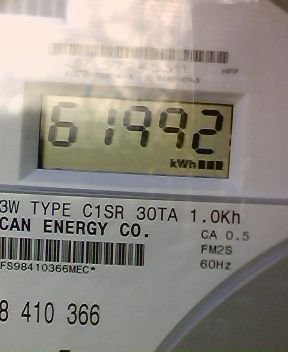 HPP
61992
kWh
3W TYPE C1SR 30TA 1.0Kh
CAN ENERGY CO.
CA 0.5
FM2S
FS98410366MEC*
60Hz
8 410 366